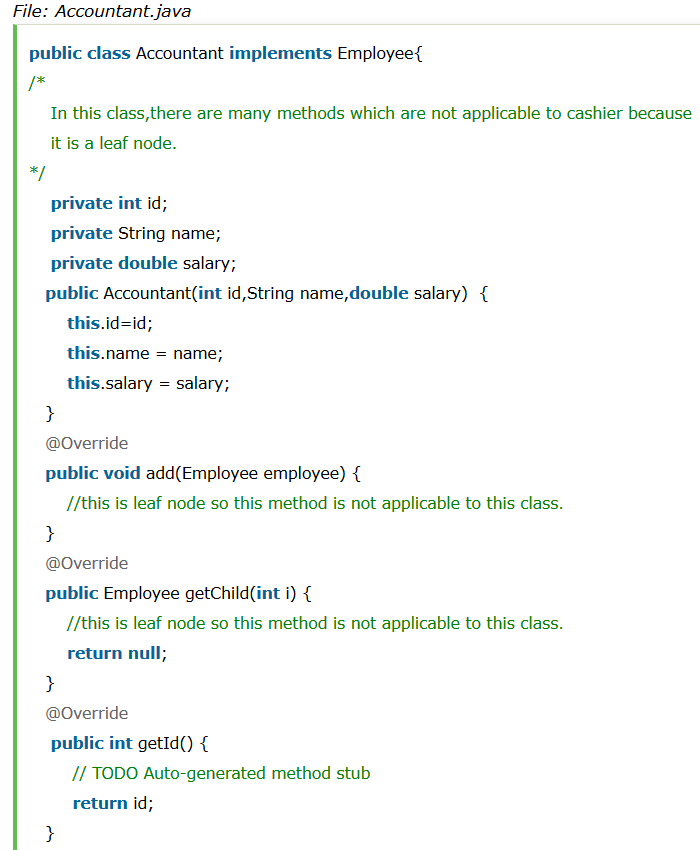 File: Accountant.java
public class Accountant implements Employee{
/*
In this class,there are many methods which are not applicable to cashier because
it is a leaf node.
*/
private int id;
private String name;
private double salary;
public Accountant(int id,String name,double salary)  {
this.id=id;
this.name = name;
this.salary = salary;
}
@Override
public void add(Employee employee) {
//this is leaf node so this method is not applicable to this class.
}
@Override
public Employee getChild(int i) {
//this is leaf node so this method is not applicable to this class.
return null;
}
@Override
public int getId() {
// TODO Auto-generated method stub
return id;
}